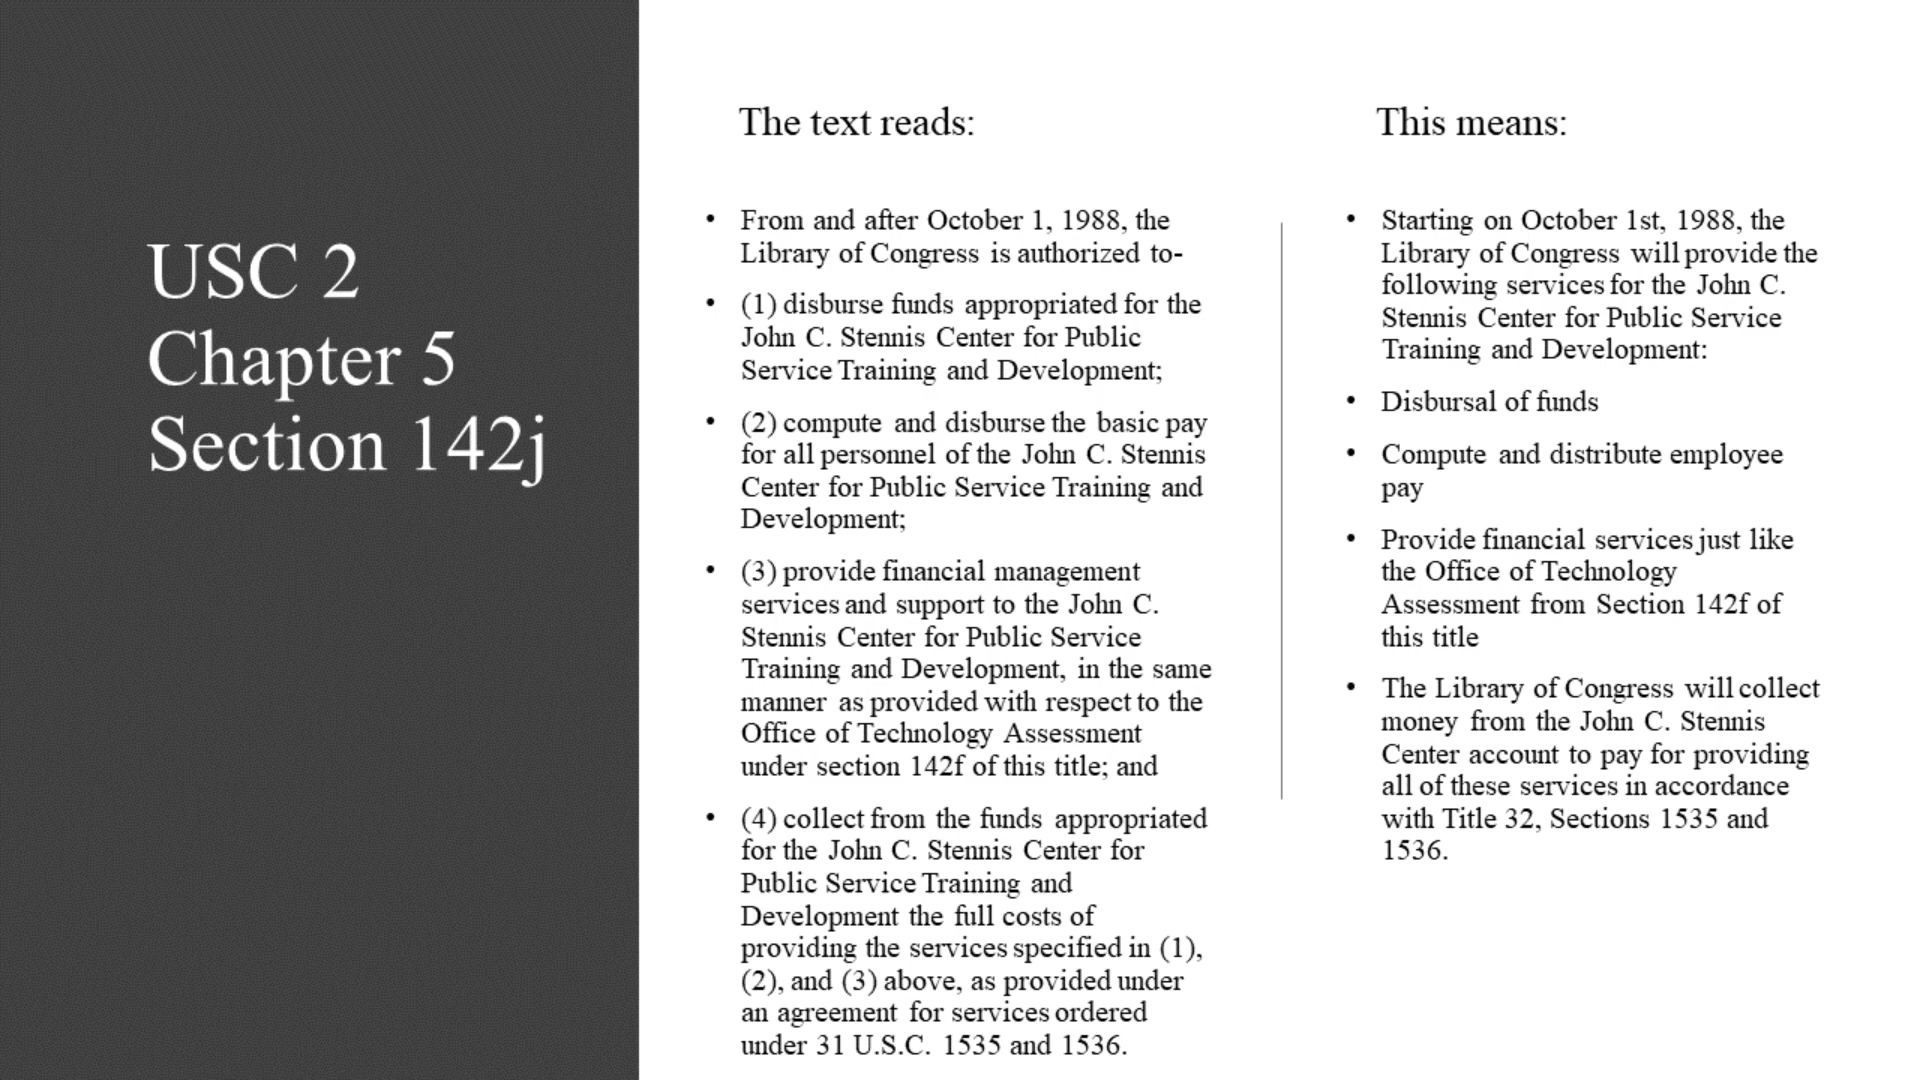 USC 2
Chapter 5
Section 142j
The text reads:
• From and after October 1, 1988, the
Library of Congress is authorized to-
• (1) disburse funds appropriated for the
John C. Stennis Center for Public
Service Training and Development;
• (2) compute and disburse the basic pay
for all personnel of the John C. Stennis
Center for Public Service Training and
Development;
• (3) provide financial management
services and support to the John C.
Stennis Center for Public Service
Training and Development, in the same
manner as provided with respect to the
Office of Technology Assessment
under section 142f of this title; and
• (4) collect from the funds appropriated
for the John C. Stennis Center for
Public Service Training and
Development the full costs of
providing the services specified in (1),
(2), and (3) above, as provided under
an agreement for services ordered
under 31 U.S.C. 1535 and 1536.
This means:
• Starting on October 1st, 1988, the
Library of Congress will provide the
following services for the John C.
Stennis Center for Public Service
Training and Development:
• Disbursal of funds
• Compute and distribute employee
pay
• Provide financial services just like
the Office of Technology
Assessment from Section 142f of
this title
• The Library of Congress will collect
money from the John C. Stennis
Center account to pay for providing
all of these services in accordance
with Title 32, Sections 1535 and
1536.